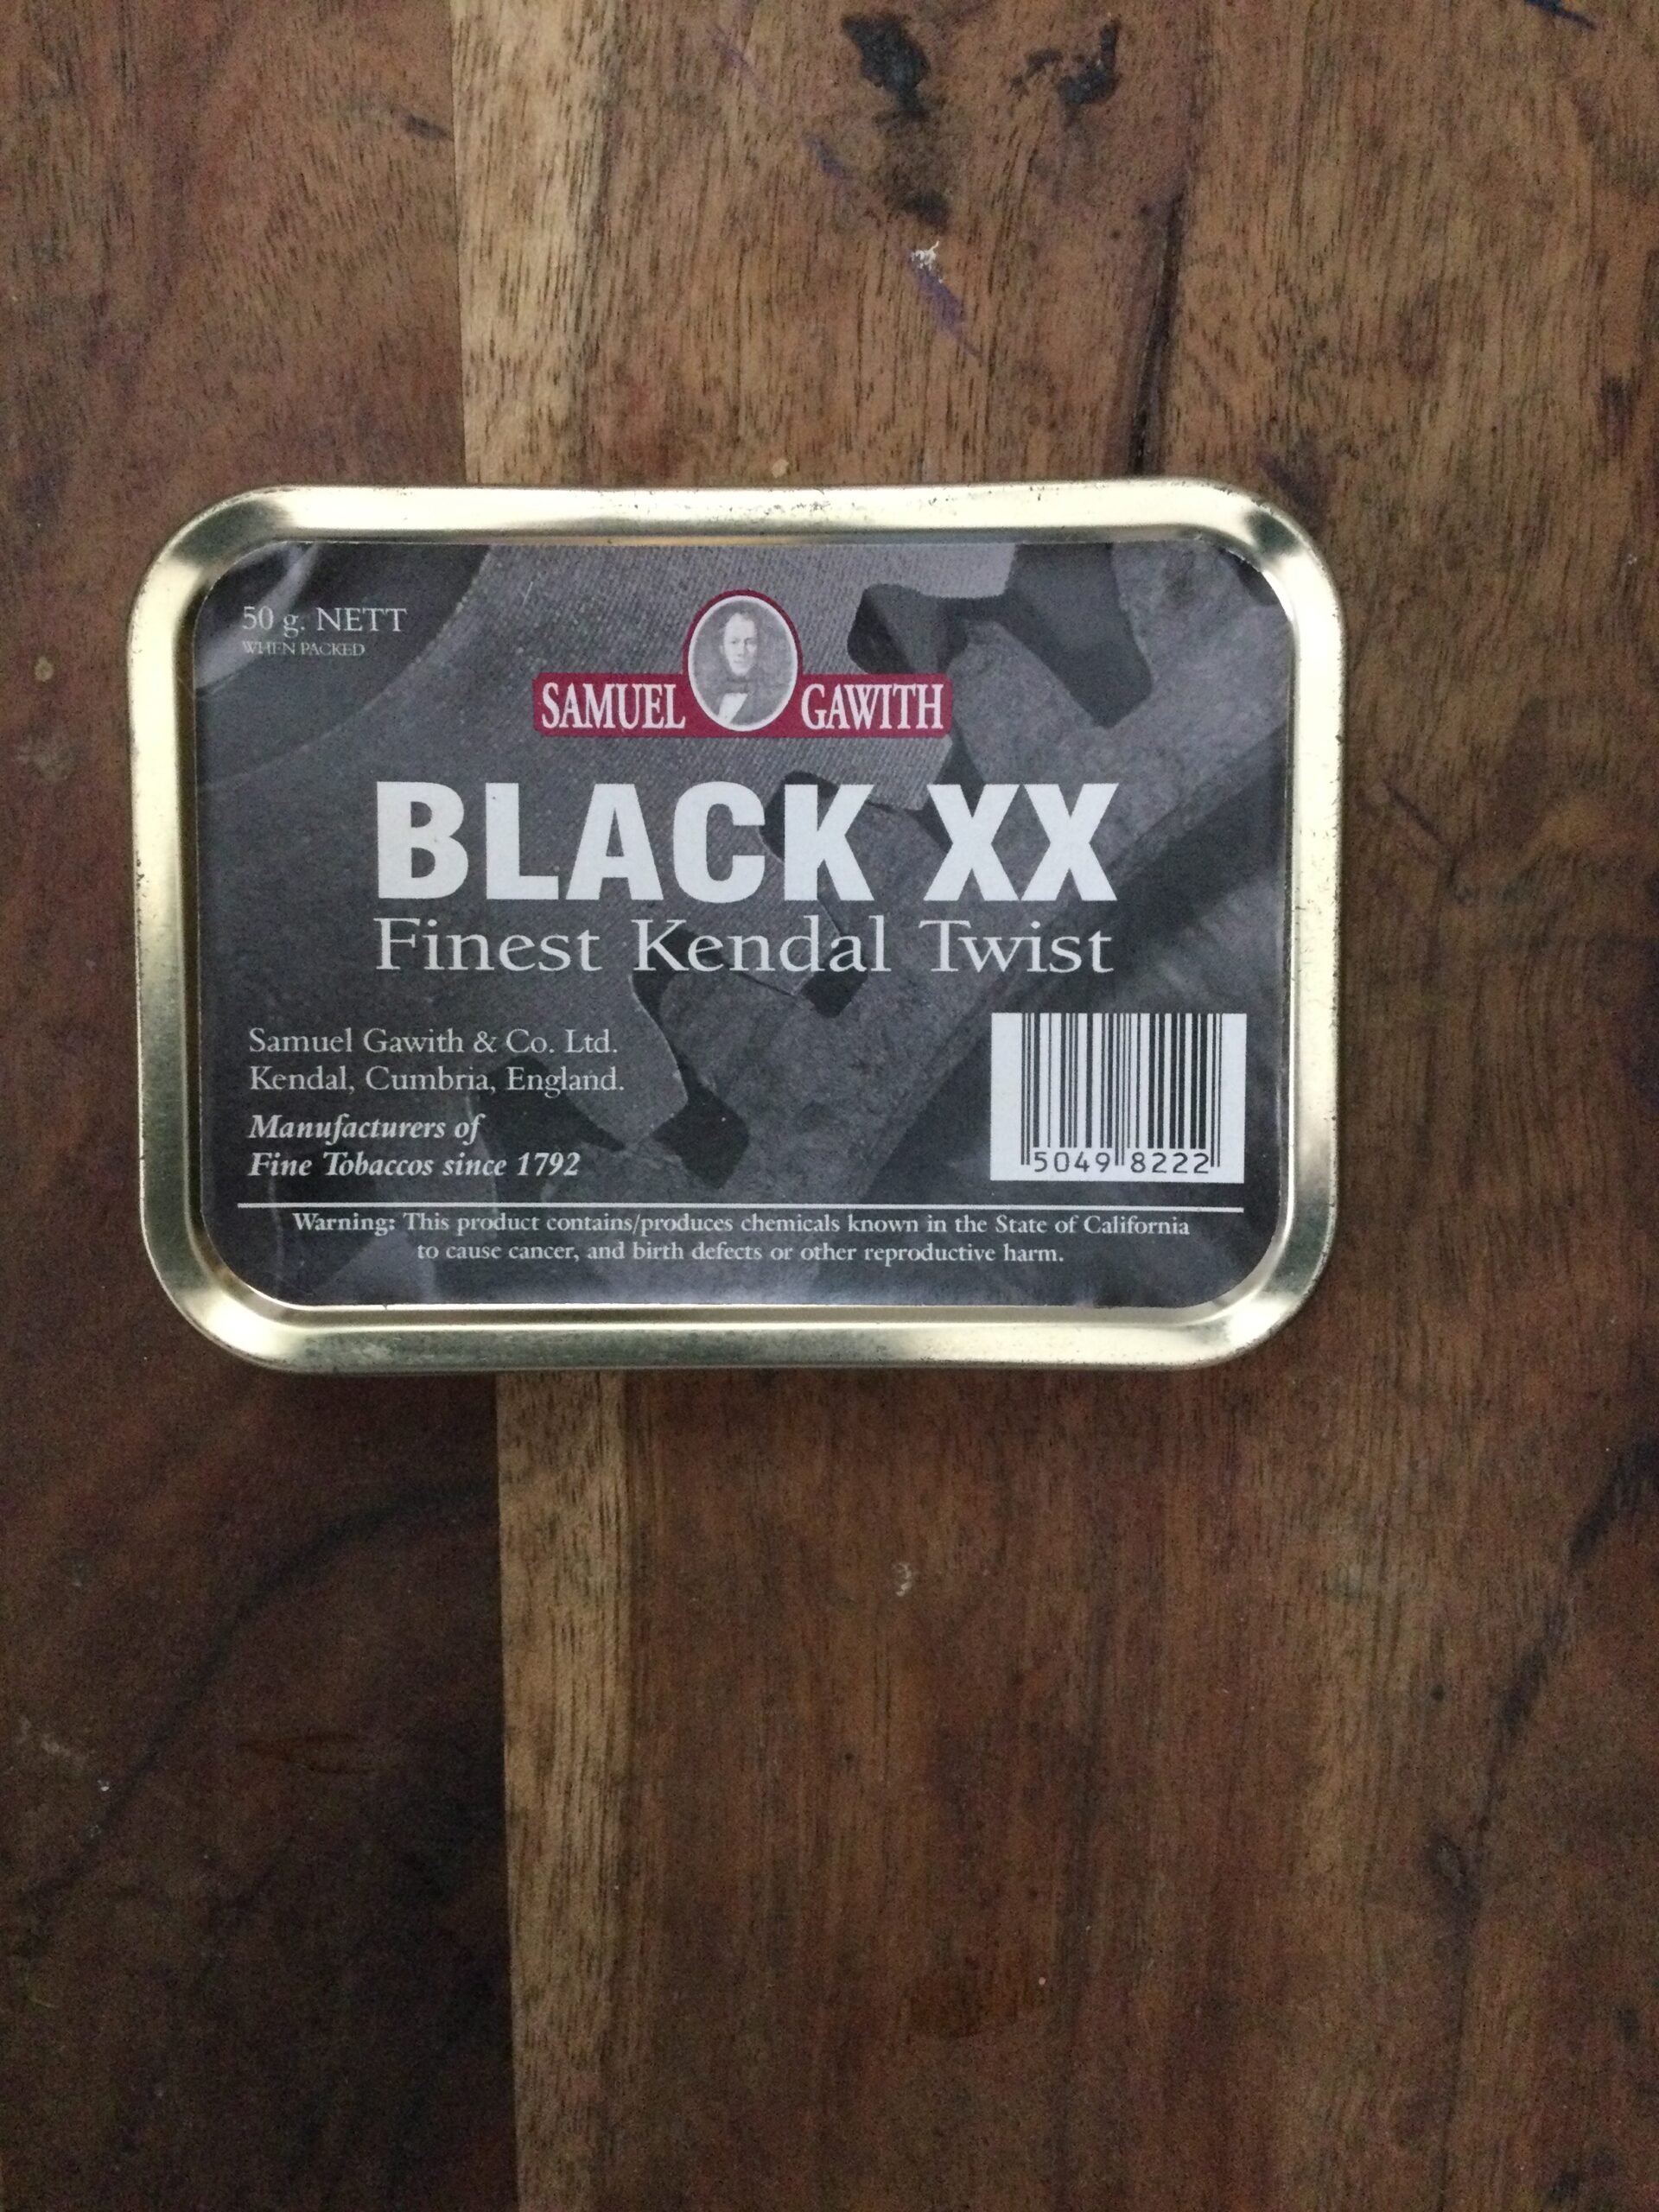 50 g. NETT
WHEN PACKED
SAMUEL GAWITH
BLACK XX
Finest Kendal Twist
Samuel Gawith & Co. Ltd.
Kendal, Cumbria, England.
Manufacturers of
Fine Tobaccos since 1792
5049 8222
Warning: This product contains/produces chemicals known in the State of California
to cause cancer, and birth defects or other reproductive harm.